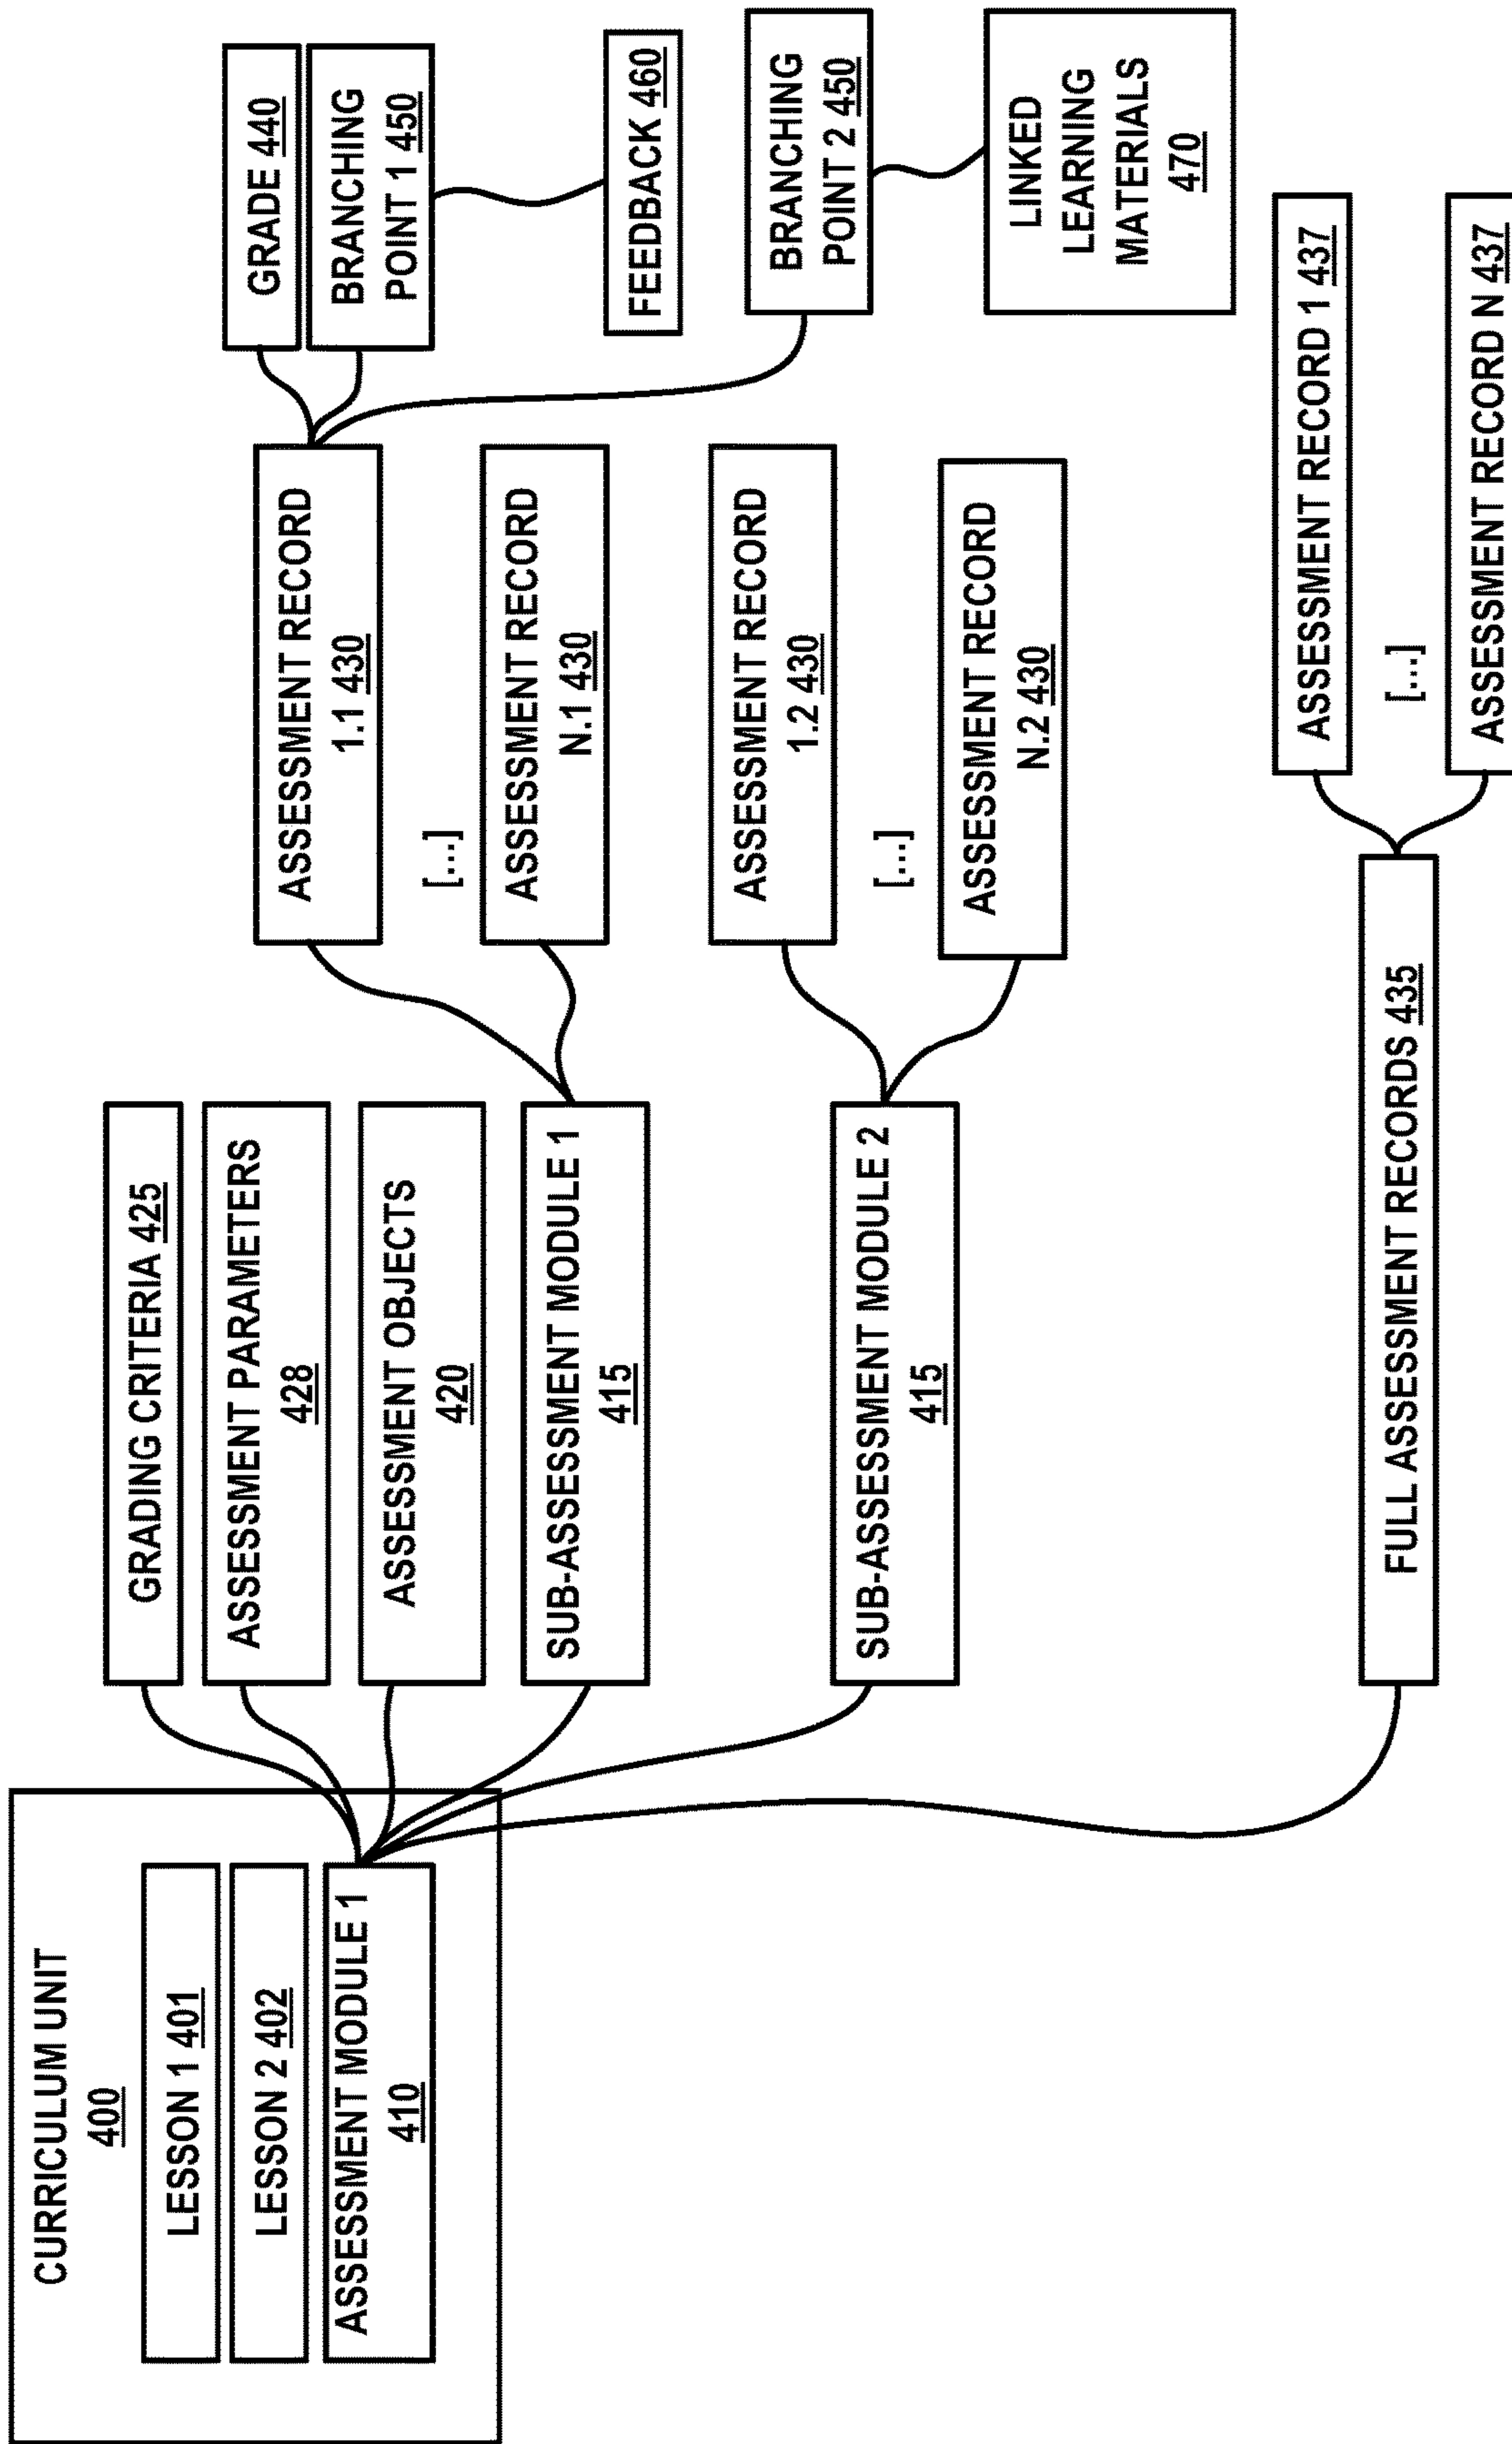 CURRICULUM UNIT
400
LESSON 1 401
LESSON 2 402
ASSESSMENT MODULE 1
410
GRADING CRITERIA 425
ASSESSMENT PARAMETERS
428
ASSESSMENT OBJECTS
420
SUB-ASSESSMENT MODULE 1
415
SUB-ASSESSMENT MODULE 2
415
FULL ASSESSMENT RECORDS 435
ASSESSMENT RECORD
1.1 430
[...]
ASSESSMENT RECORD
N.1 430
ASSESSMENT RECORD
1.2 430
[...]
ASSESSMENT RECORD
N.2 430
ASSESSMENT RECORD 1 437
[...]
ASSESSMENT RECORD N 437
GRADE 440
BRANCHING
POINT 1 450
FEEDBACK 460
BRANCHING
POINT 2 450
LINKED
LEARNING
MATERIALS
470